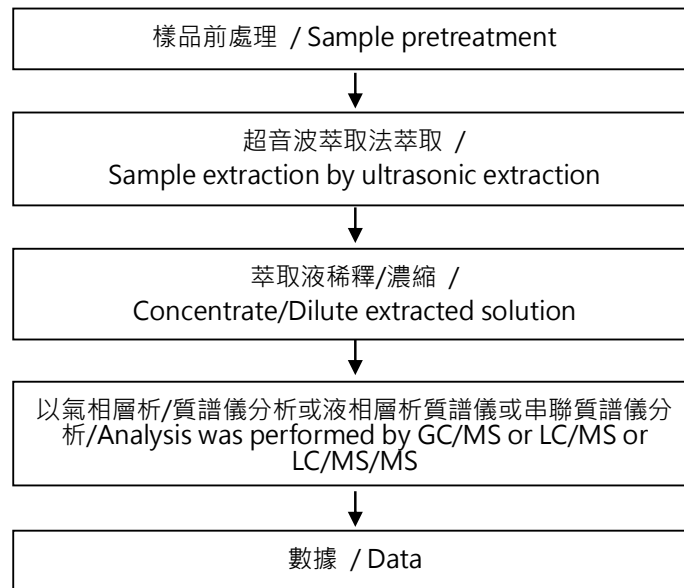 樣品前處理 / Sample pretreatment
超音波萃取法萃取 /
Sample extraction by ultrasonic extraction
萃取液稀釋/濃縮 /
Concentrate/Dilute extracted solution
以氣相層析/質譜儀分析或液相層析質譜儀或串聯質譜儀分
析/Analysis was performed by GC/MS or LC/MS or
LC/MS/MS
數據 / Data